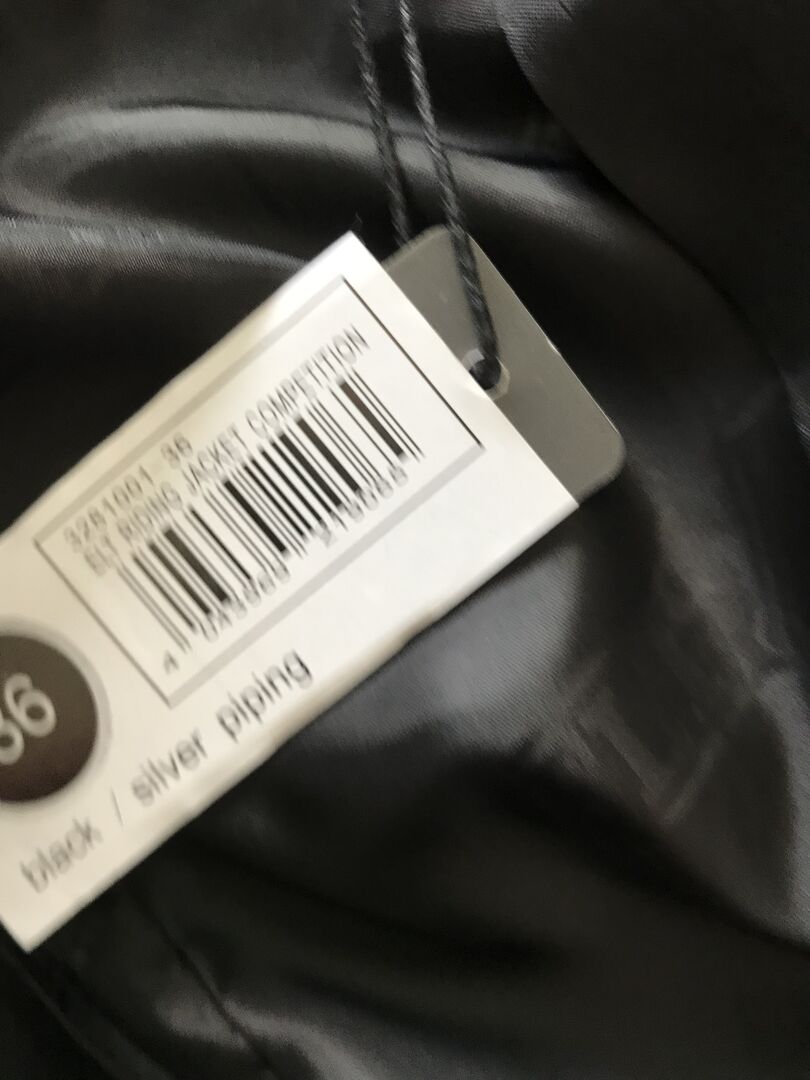 3281001 36
ELT RIDING JACKET COMPETITION
36
black / silver piping